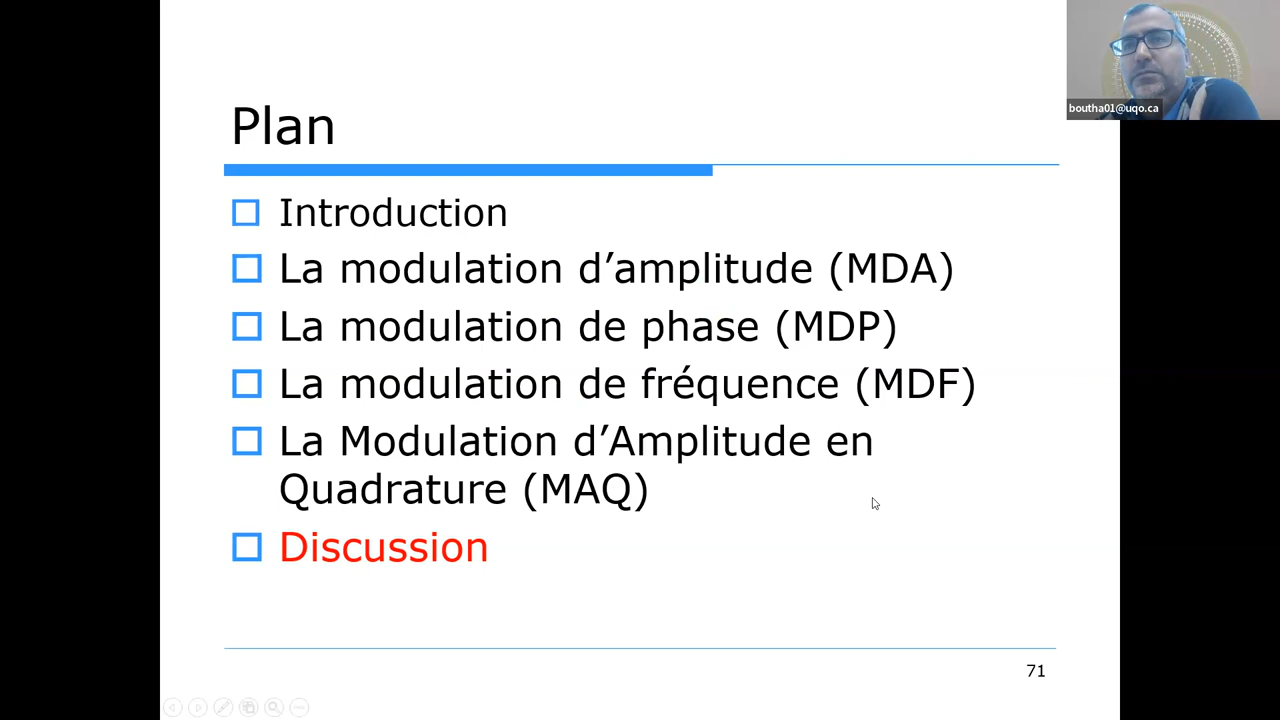 boutha01@uqo.ca
Plan
Introduction
La modulation d’amplitude (MDA)
La modulation de phase (MDP)
La modulation de fréquence (MDF)
La Modulation d’Amplitude en
Quadrature (MAQ)
Discussion
71